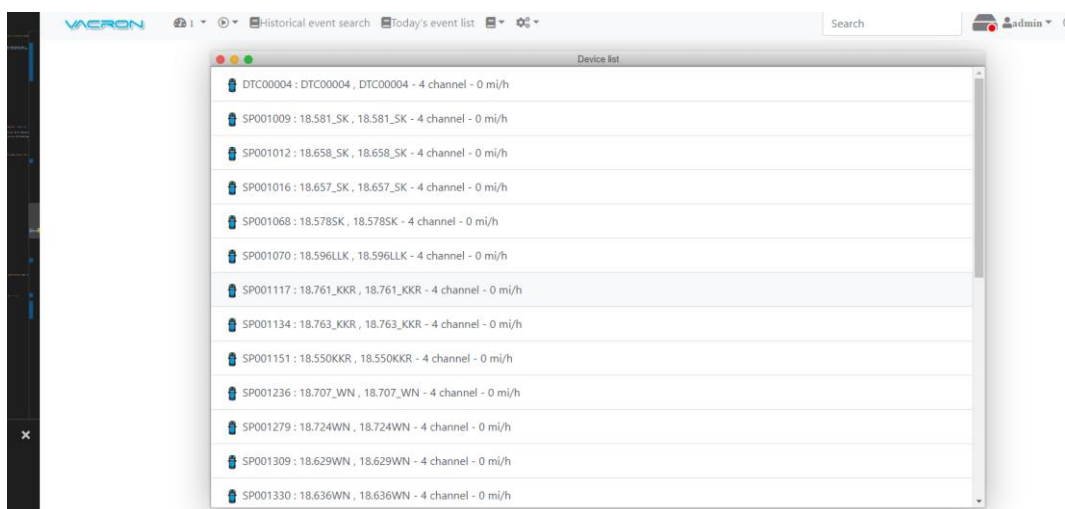 VACRON 1 Historical event search Today's event list Search admin
Device list
DTC00004 : DTC00004 , DTC00004 - 4 channel - 0 mi/h
SP001009 : 18.581_SK , 18.581_SK - 4 channel - 0 mi/h
SP001012 : 18.658_SK , 18.658_SK - 4 channel - 0 mi/h
SP001016 : 18.657_SK , 18.657_SK - 4 channel - 0 mi/h
SP001068 : 18.578SK , 18.578SK - 4 channel - 0 mi/h
SP001070 : 18.596LLK , 18.596LLK - 4 channel - 0 mi/h
SP001117 : 18.761_KKR , 18.761_KKR - 4 channel - 0 mi/h
SP001134 : 18.763_KKR , 18.763_KKR - 4 channel - 0 mi/h
SP001151 : 18.550KKR , 18.550KKR - 4 channel - 0 mi/h
SP001236 : 18.707_WN , 18.707_WN - 4 channel - 0 mi/h
SP001279 : 18.724WN , 18.724WN - 4 channel - 0 mi/h
SP001309 : 18.629WN , 18.629WN - 4 channel - 0 mi/h
SP001330 : 18.636WN , 18.636WN - 4 channel - 0 mi/h